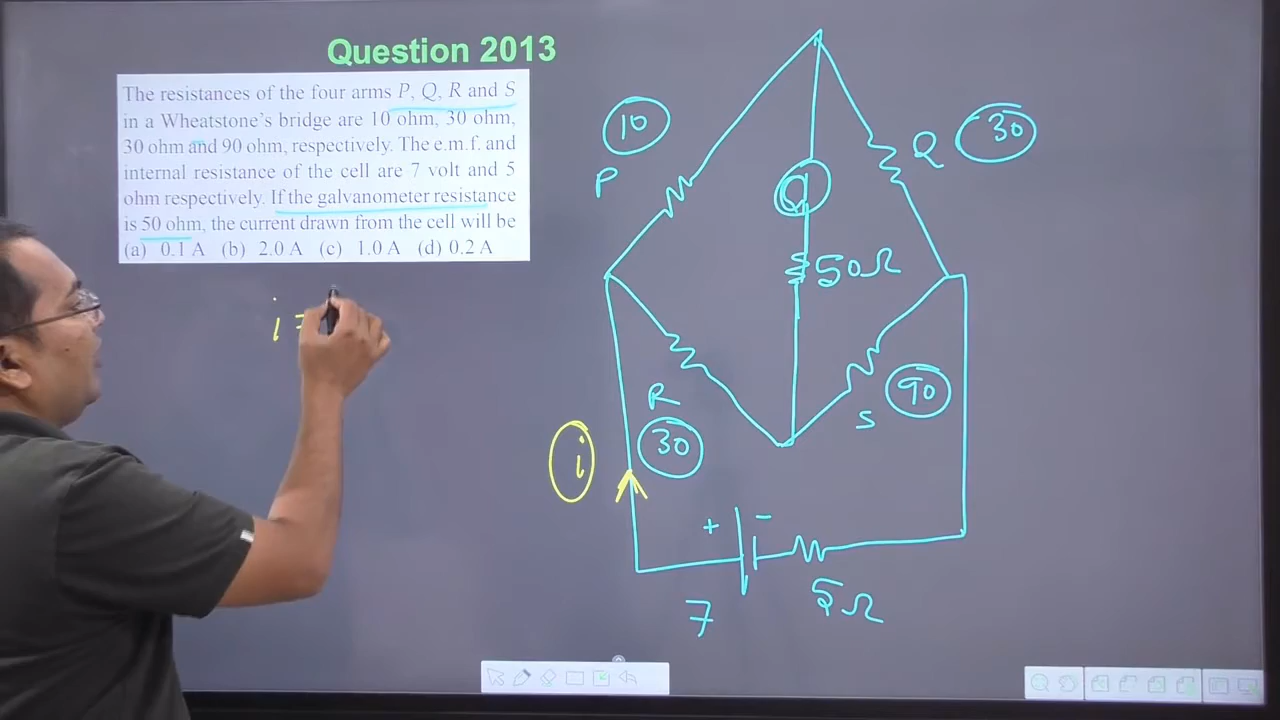 Question 2013
The resistances of the four arms P, Q, R and S
in a Wheatstone's bridge are 10 ohm, 30 ohm,
30 ohm and 90 ohm, respectively. The e.m.f. and
internal resistance of the cell are 7 volt and 5
ohm respectively. If the galvanometer resistance
is 50 ohm, the current drawn from the cell will be
(a) 0.1 A (b) 2.0 A (c) 1.0 A (d) 0.2 A
i =
10
P
Q
30
G
50Ω
R
30
S
90
i
+
-
7
5Ω